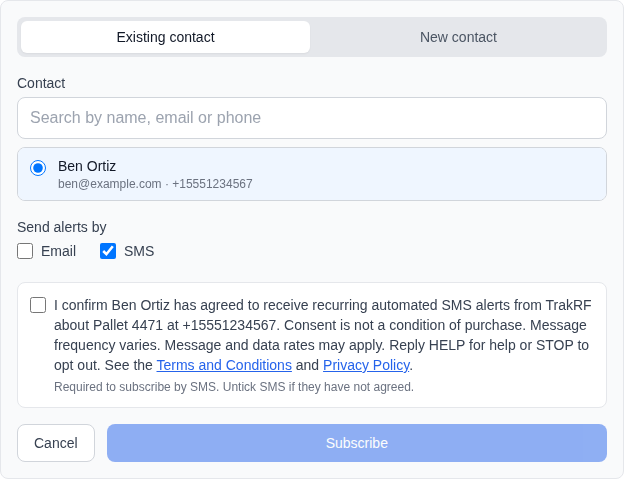 Existing contact
New contact
Contact
Search by name, email or phone
Ben Ortiz
ben@example.com · +15551234567
Send alerts by
Email
SMS
I confirm Ben Ortiz has agreed to receive recurring automated SMS alerts from TrakRF
about Pallet 4471 at +15551234567. Consent is not a condition of purchase. Message
frequency varies. Message and data rates may apply. Reply HELP for help or STOP to
opt out. See the Terms and Conditions and Privacy Policy.
Required to subscribe by SMS. Untick SMS if they have not agreed.
Cancel
Subscribe